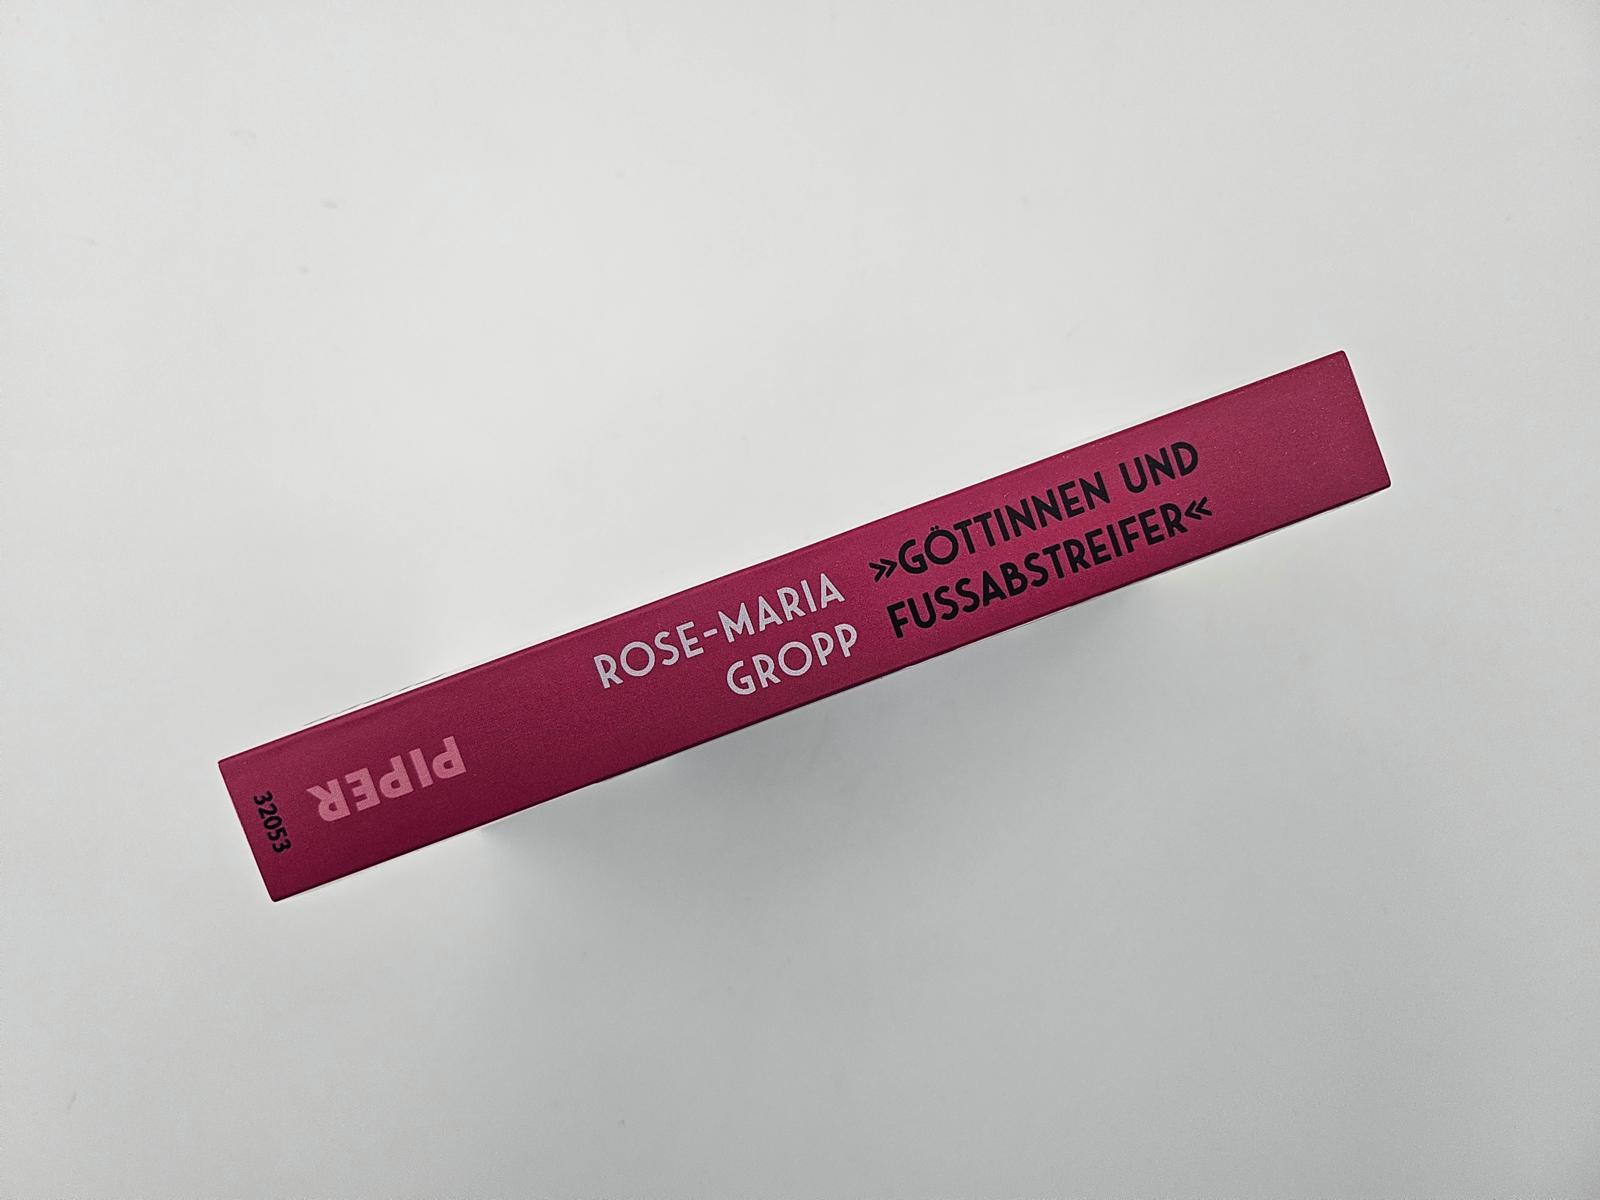 ROSE-MARIA
GROPP
»GÖTTINNEN UND
FUSSABSTREIFER«
PIPER
32053